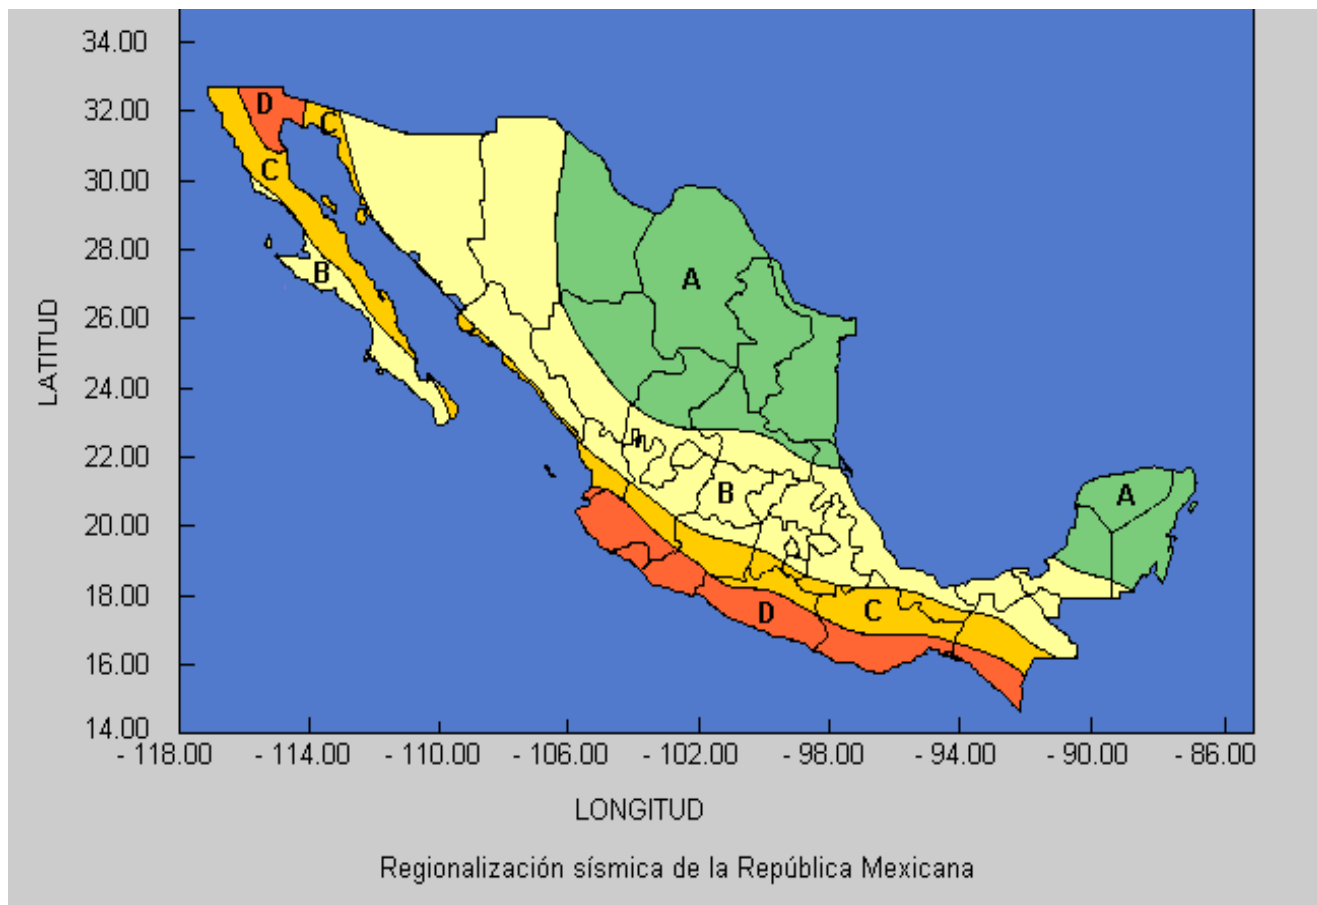 34.00
32.00
30.00
28.00
26.00
24.00
22.00
20.00
18.00
16.00
14.00
LATITUD
D
C
C
B
A
A
B
C
D
- 118.00 - 114.00 - 110.00 - 106.00 - 102.00 - 98.00 - 94.00 - 90.00 - 86.00
LONGITUD
Regionalización sísmica de la República Mexicana